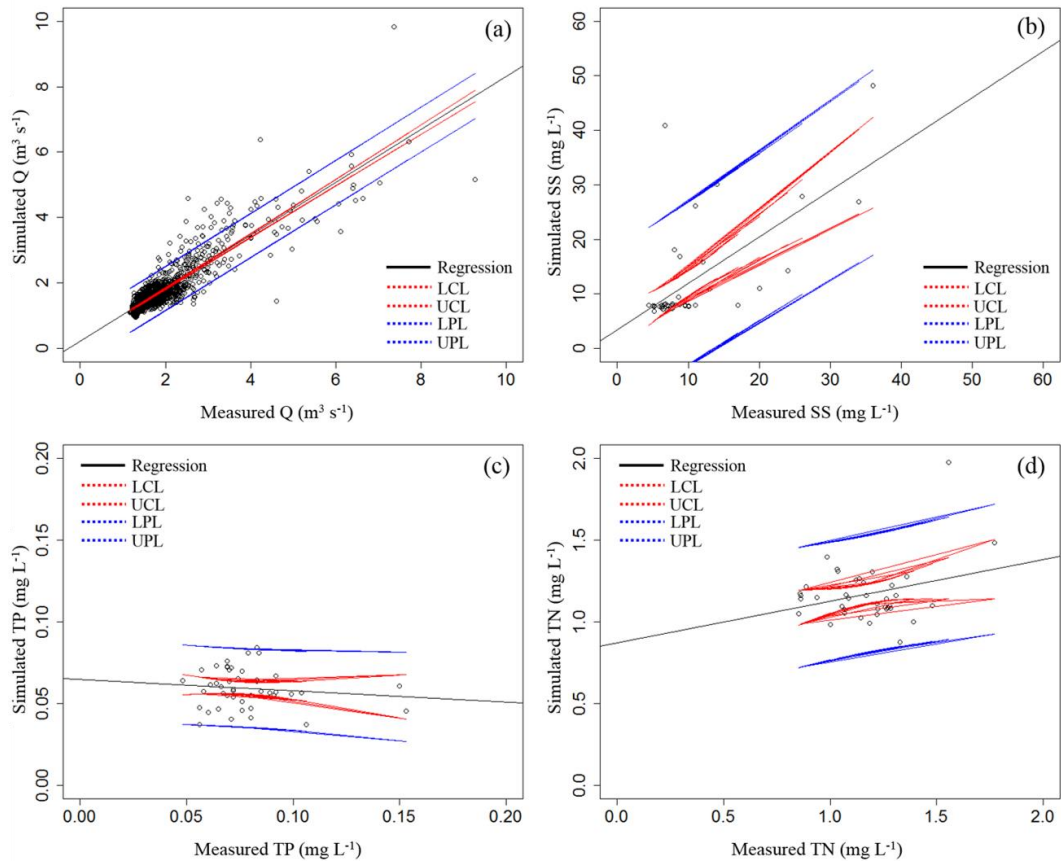 (a)
10
8
6
4
2
0
Simulated Q (m³ s⁻¹)
Regression
LCL
UCL
LPL
UPL
0 2 4 6 8 10
Measured Q (m³ s⁻¹)
(b)
60
50
40
30
20
10
0
Simulated SS (mg L⁻¹)
Regression
LCL
UCL
LPL
UPL
0 10 20 30 40 50 60
Measured SS (mg L⁻¹)
(c)
0.20
0.15
0.10
0.05
0.00
Simulated TP (mg L⁻¹)
Regression
LCL
UCL
LPL
UPL
0.00 0.05 0.10 0.15 0.20
Measured TP (mg L⁻¹)
(d)
2.0
1.5
1.0
0.5
0.0
Simulated TN (mg L⁻¹)
Regression
LCL
UCL
LPL
UPL
0.0 0.5 1.0 1.5 2.0
Measured TN (mg L⁻¹)